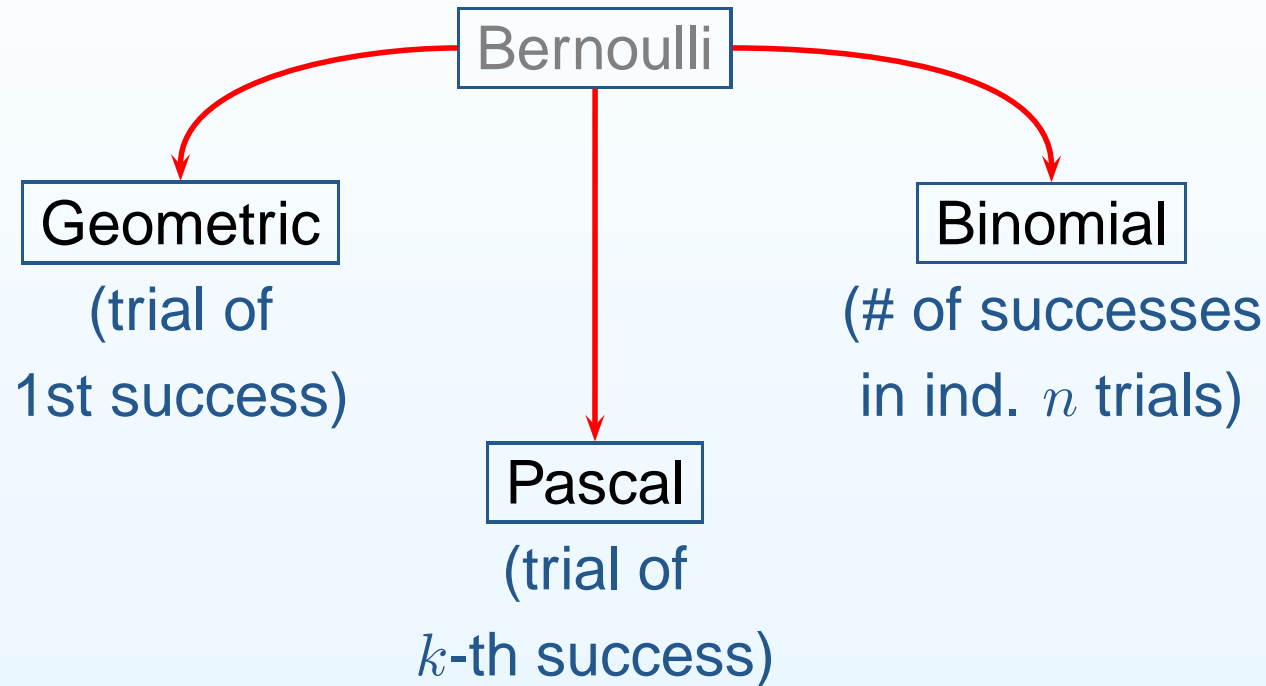 Bernoulli
Geometric
(trial of
1st success)
Binomial
(# of successes
in ind. n trials)
Pascal
(trial of
k-th success)